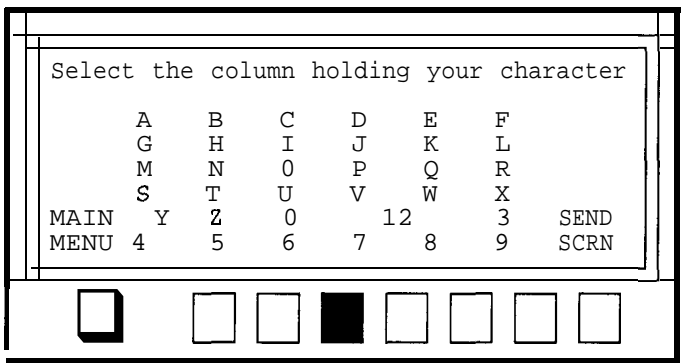 Select the column holding your character
A B C D E F
G H I J K L
M N 0 P Q R
S T U V W X
MAIN Y Z 0 12 3 SEND
MENU 4 5 6 7 8 9 SCRN